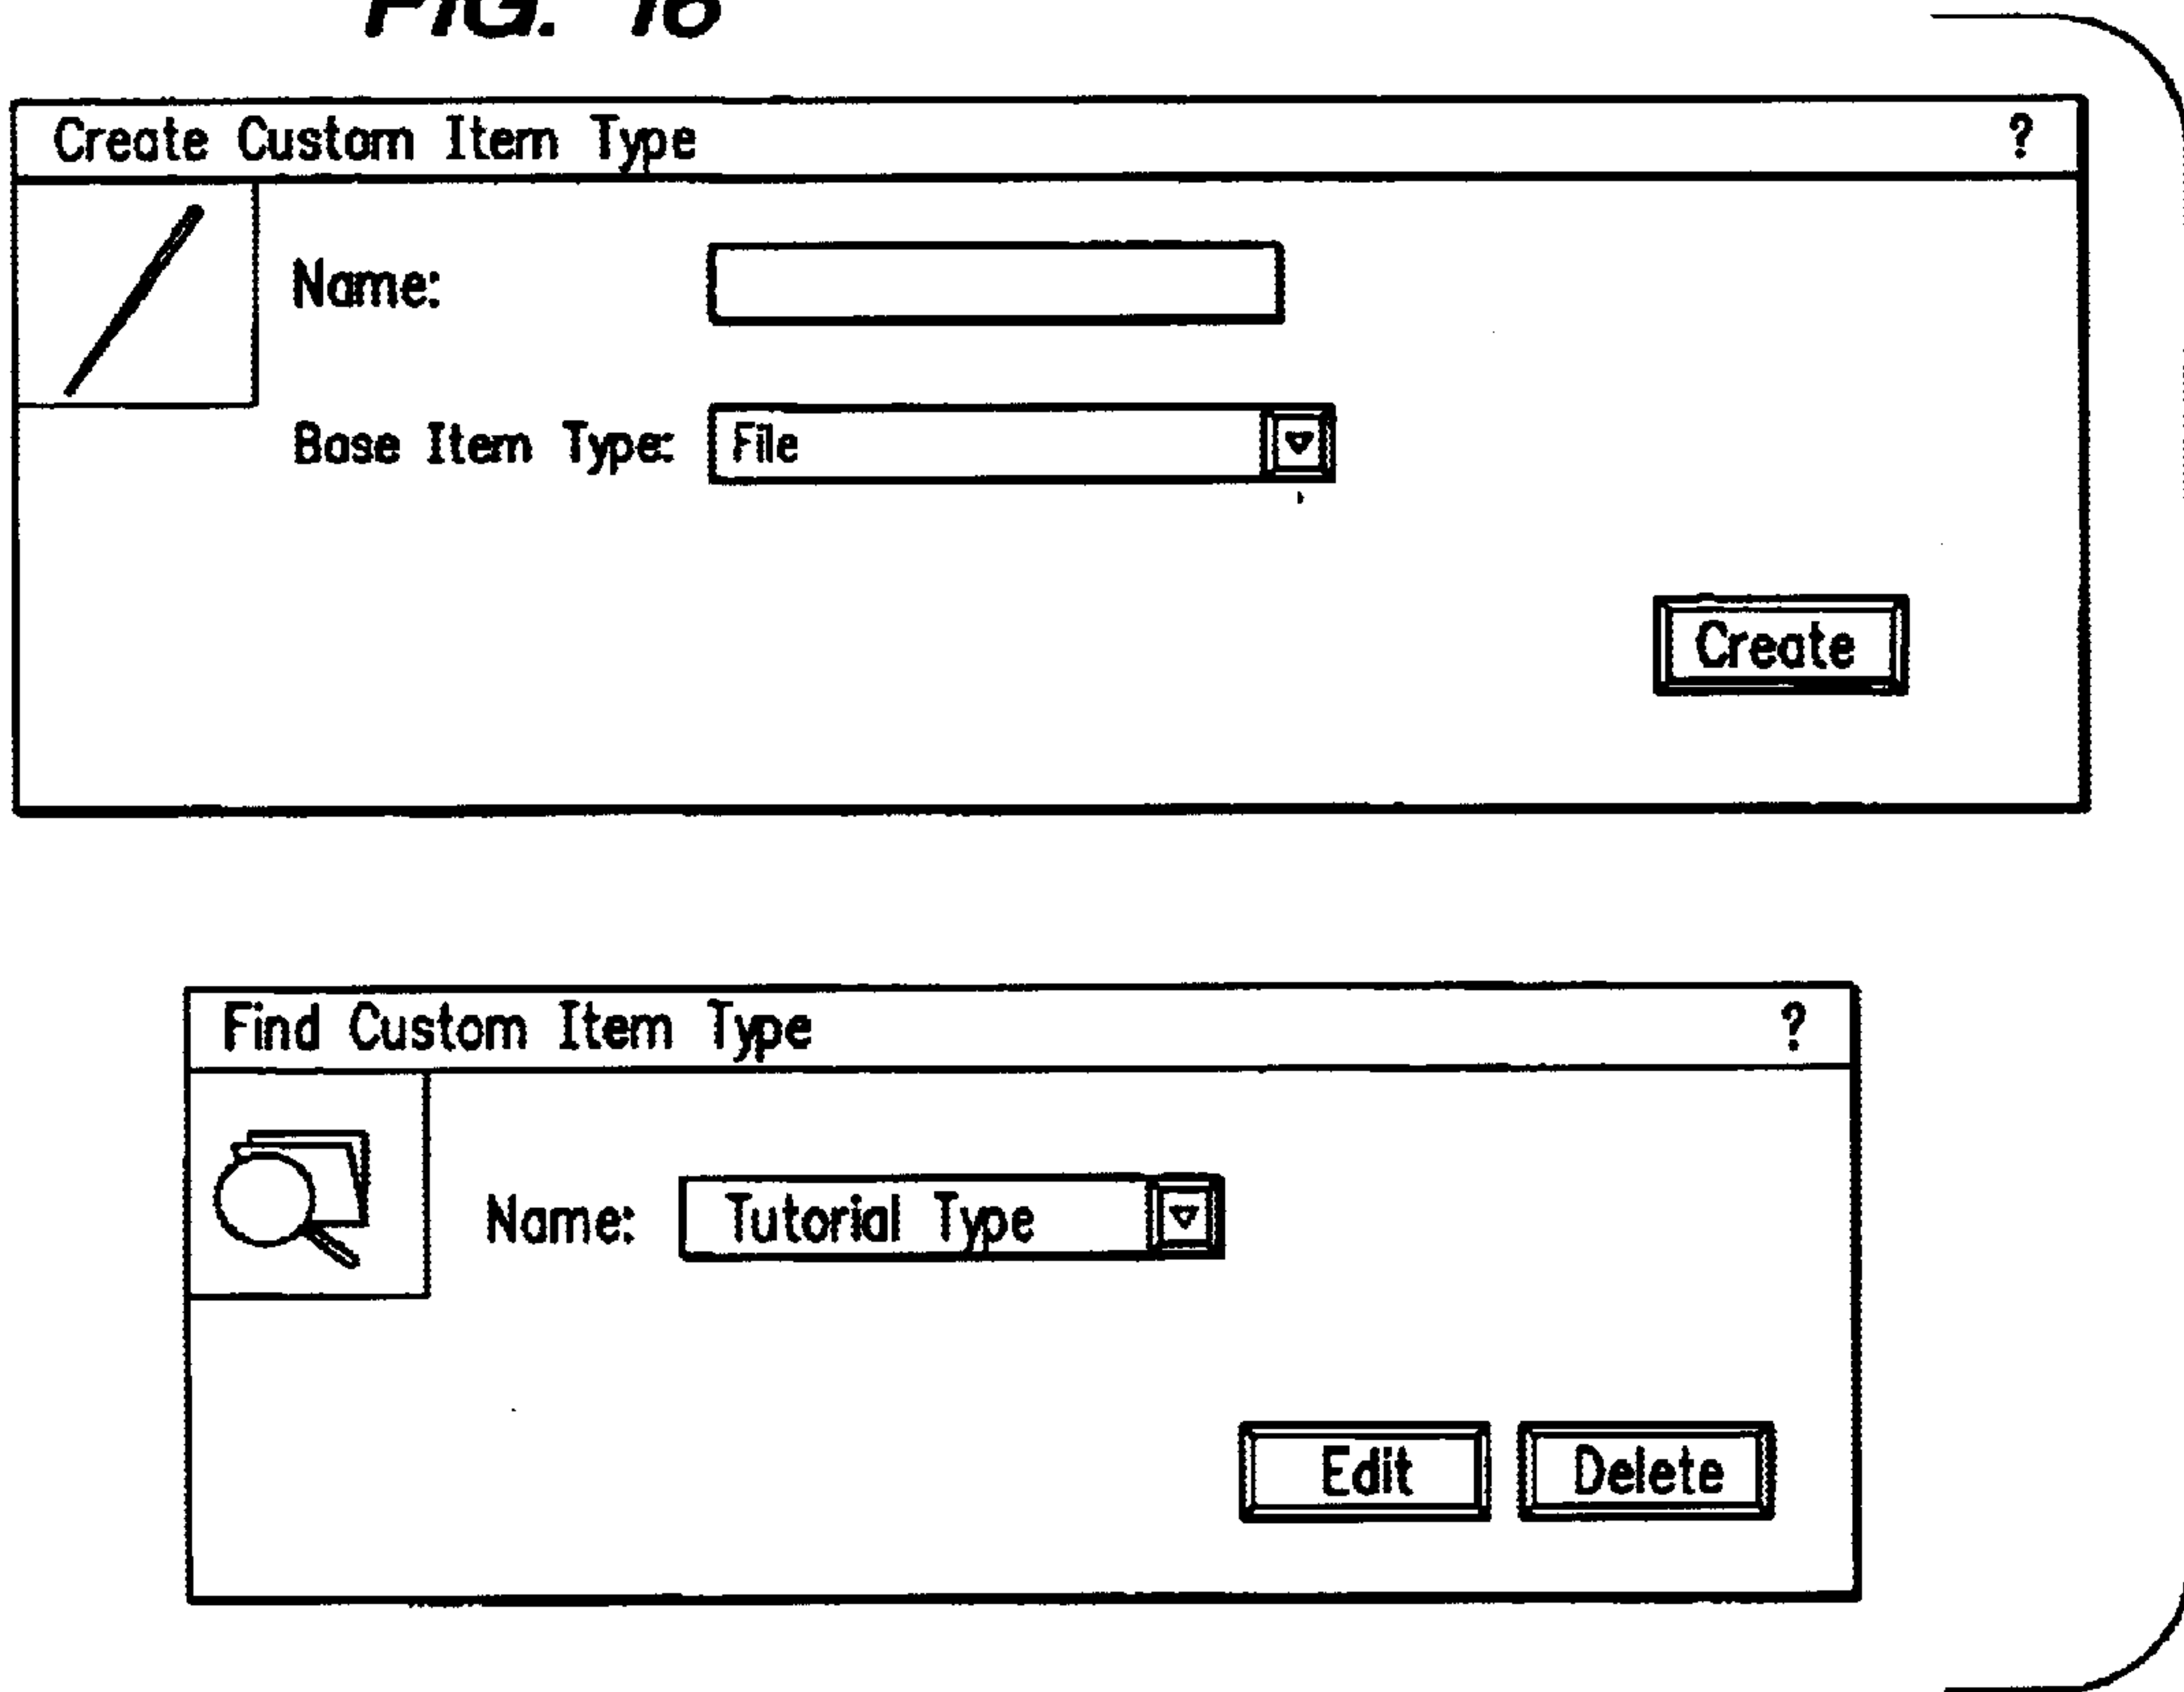 FIG.
Create Custom Item Type ?
Name:
Base Item Type: File
Create
Find Custom Item Type ?
Name: Tutorial Type
Edit Delete